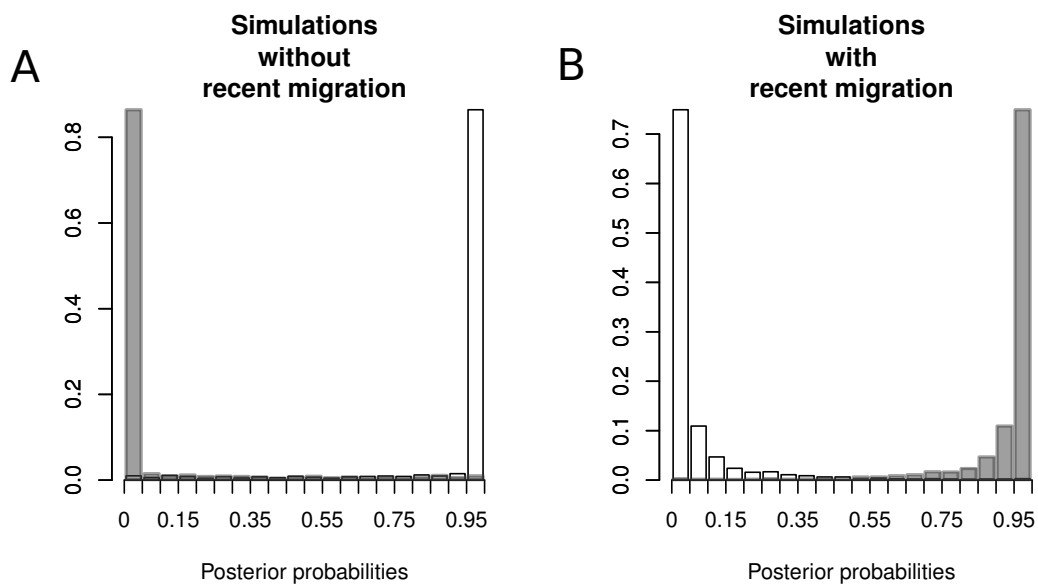 A
Simulations
without
recent migration
0.0
0.2
0.4
0.6
0.8
0 0.15 0.35 0.55 0.75 0.95
Posterior probabilities
B
Simulations
with
recent migration
0.0
0.1
0.2
0.3
0.4
0.5
0.6
0.7
0 0.15 0.35 0.55 0.75 0.95
Posterior probabilities